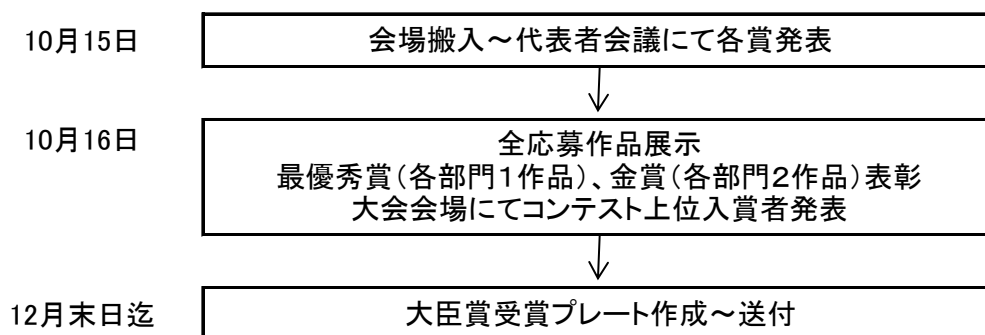 10月15日
会場搬入～代表者会議にて各賞発表
10月16日
全応募作品展示
最優秀賞（各部門１作品）、金賞（各部門２作品）表彰
大会会場にてコンテスト上位入賞者発表
12月末日迄
大臣賞受賞プレート作成～送付